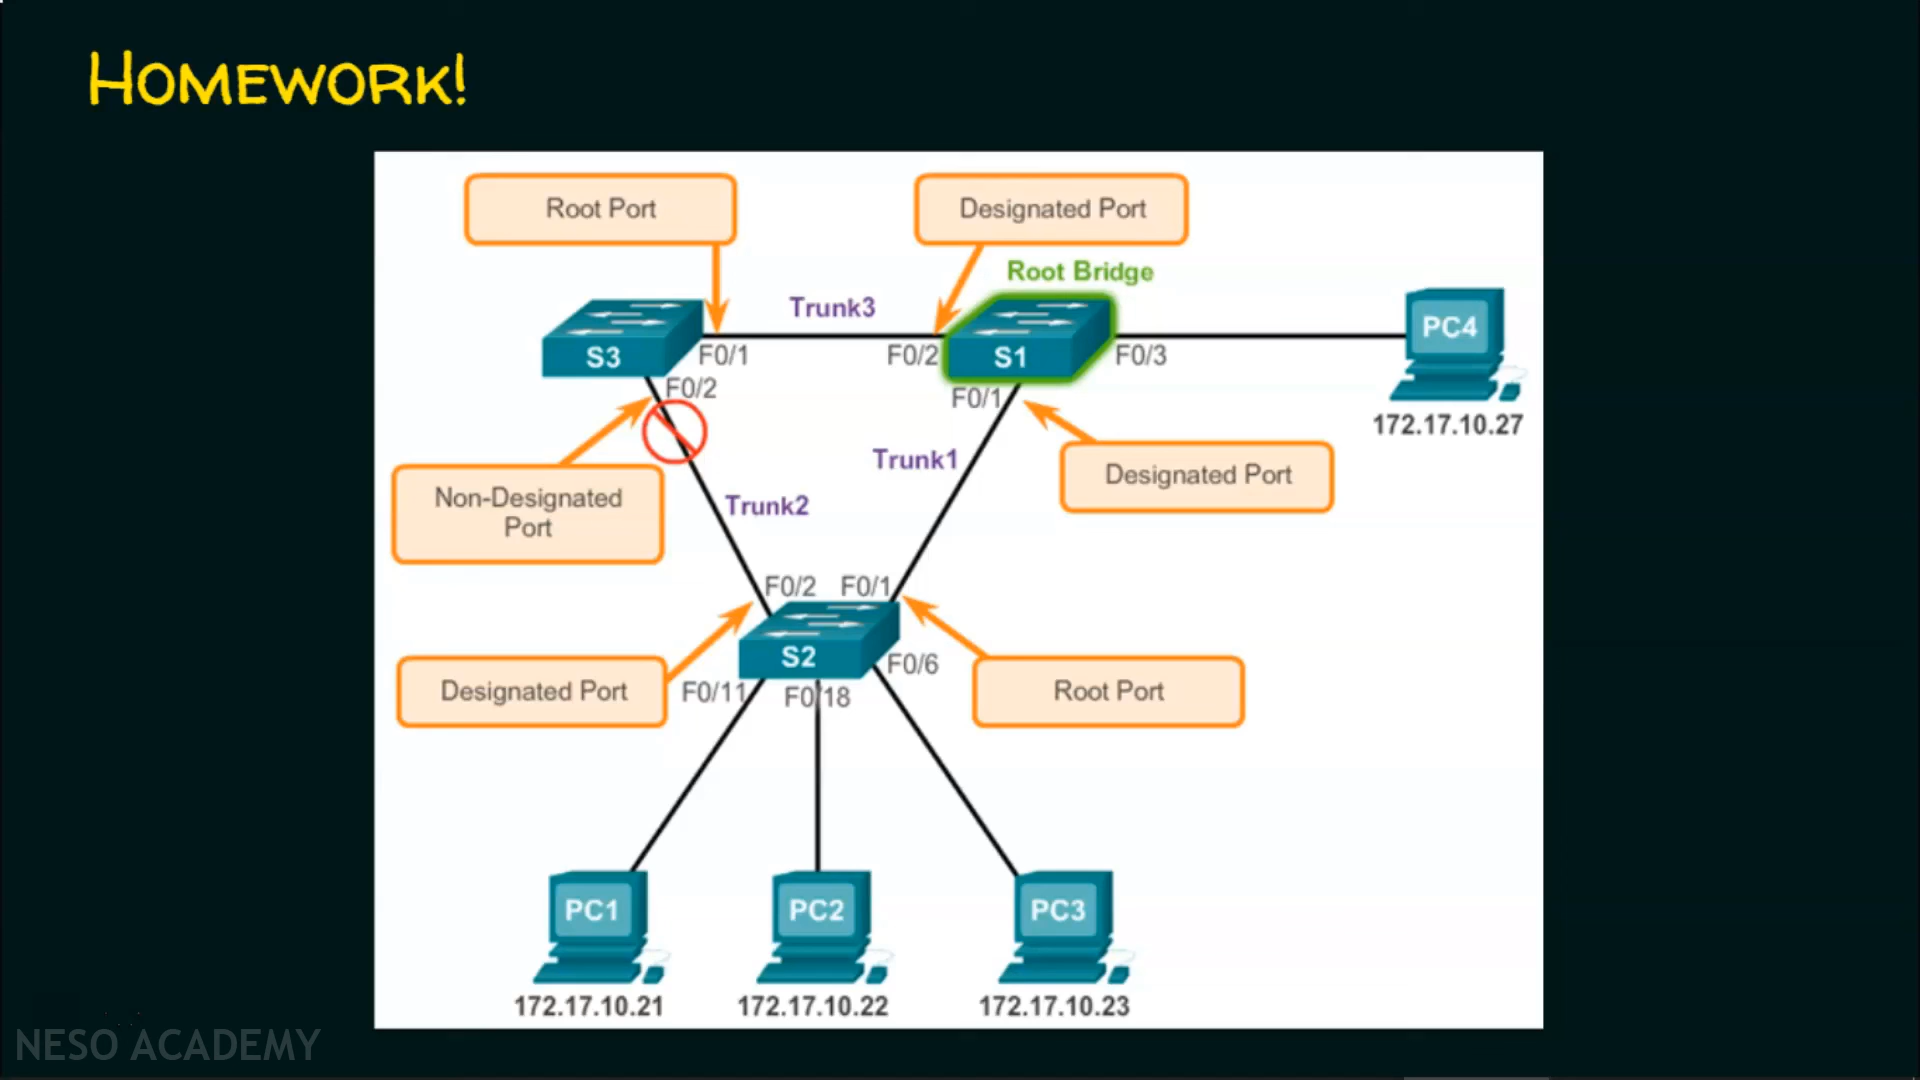 HOMEWORK!
Root Port
Designated Port
Root Bridge
Trunk3
PC4
S3
F0/1
F0/2
S1
F0/3
F0/2
F0/1
172.17.10.27
Trunk1
Designated Port
Non-Designated
Port
Trunk2
F0/2
F0/1
S2
F0/6
Designated Port
F0/11
F0/18
Root Port
PC1
PC2
PC3
172.17.10.21
172.17.10.22
172.17.10.23
NESO ACADEMY